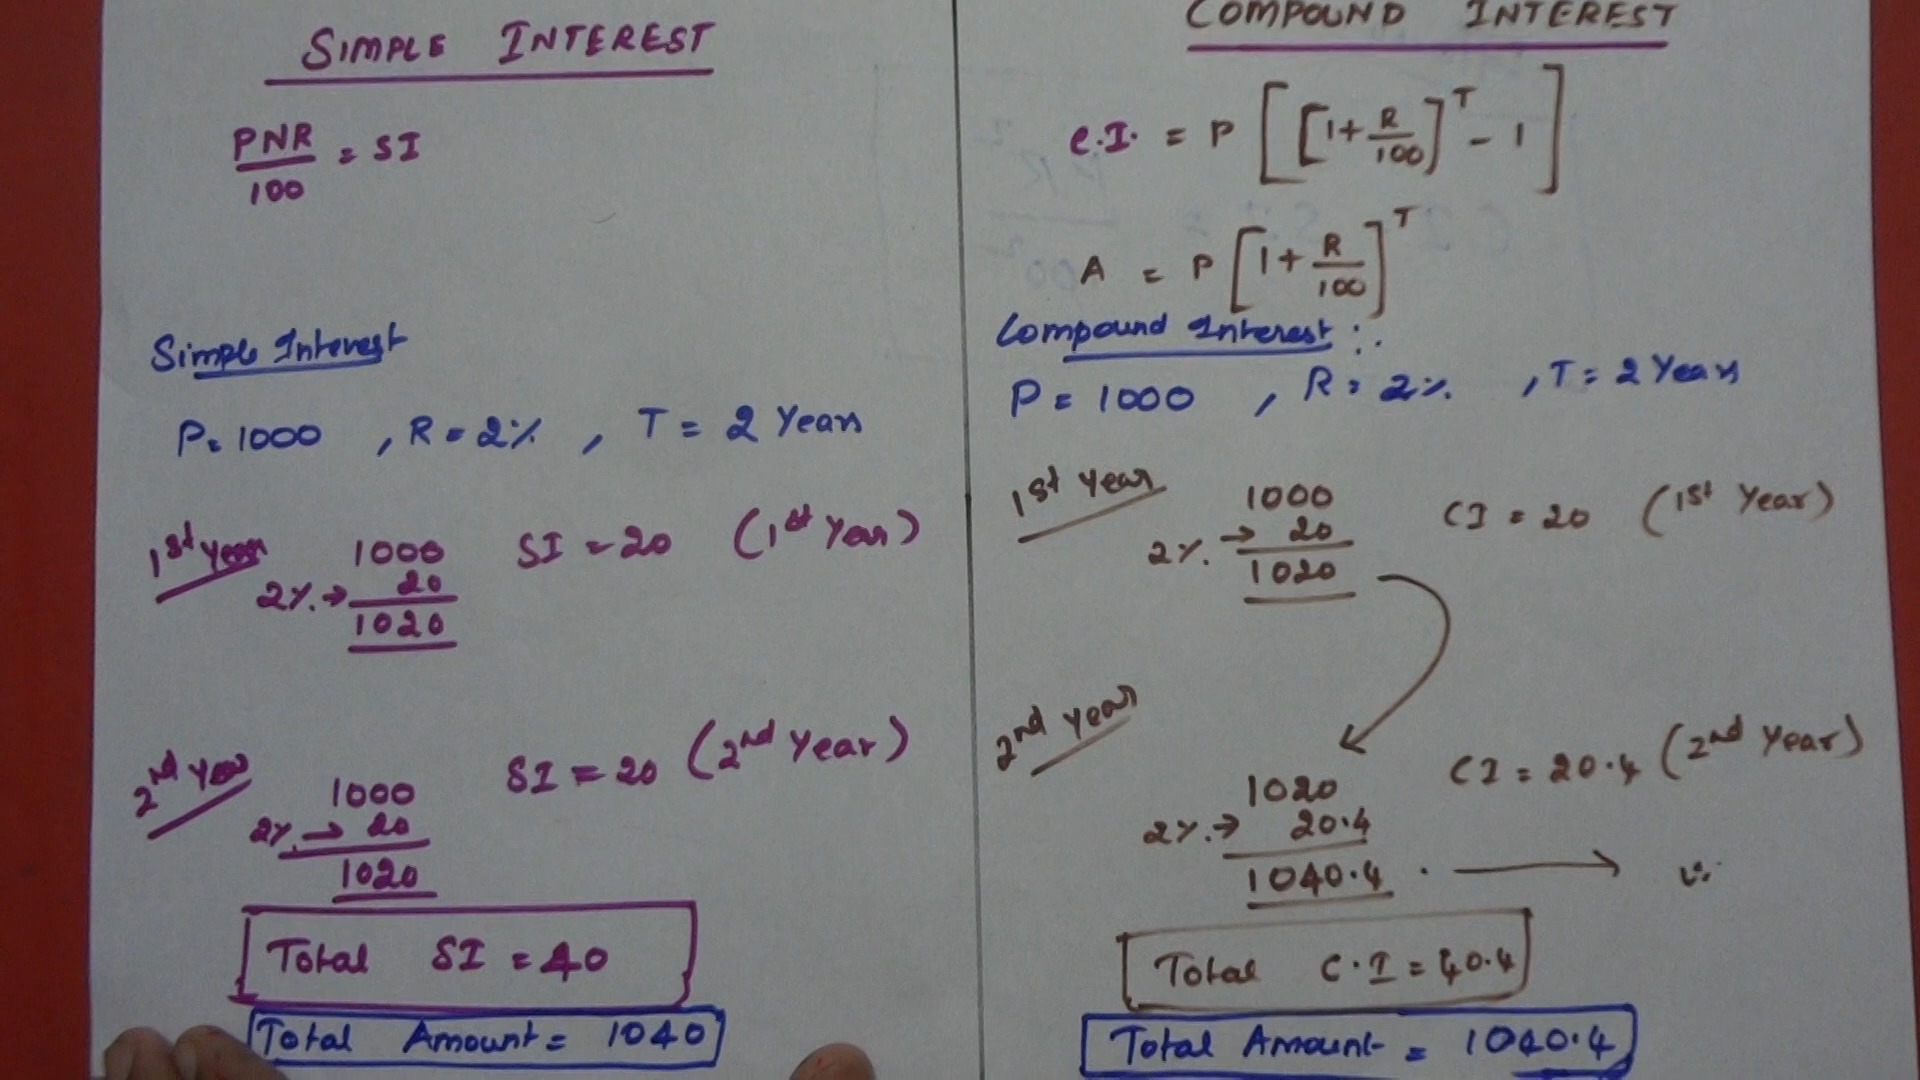 SIMPLE INTEREST
PNR/100 = SI
Simple Interest
P = 1000 , R = 2% , T = 2 Years
1st year
1000 SI = 20 (1st Year)
2% → 20
1020
2nd year
1000 SI = 20 (2nd Year)
2% → 20
1020
Total SI = 40
Total Amount = 1040
COMPOUND INTEREST
C.I. = P [[1+R/100]^T - 1]
A = P [1+R/100]^T
Compound Interest :
P = 1000 , R = 2% , T = 2 Years
1st year
1000 CI = 20 (1st Year)
2% → 20
1020
2nd year
1020 CI = 20.4 (2nd Year)
2% → 20.4
1040.4 →
Total C.I = 40.4
Total Amount = 1040.4